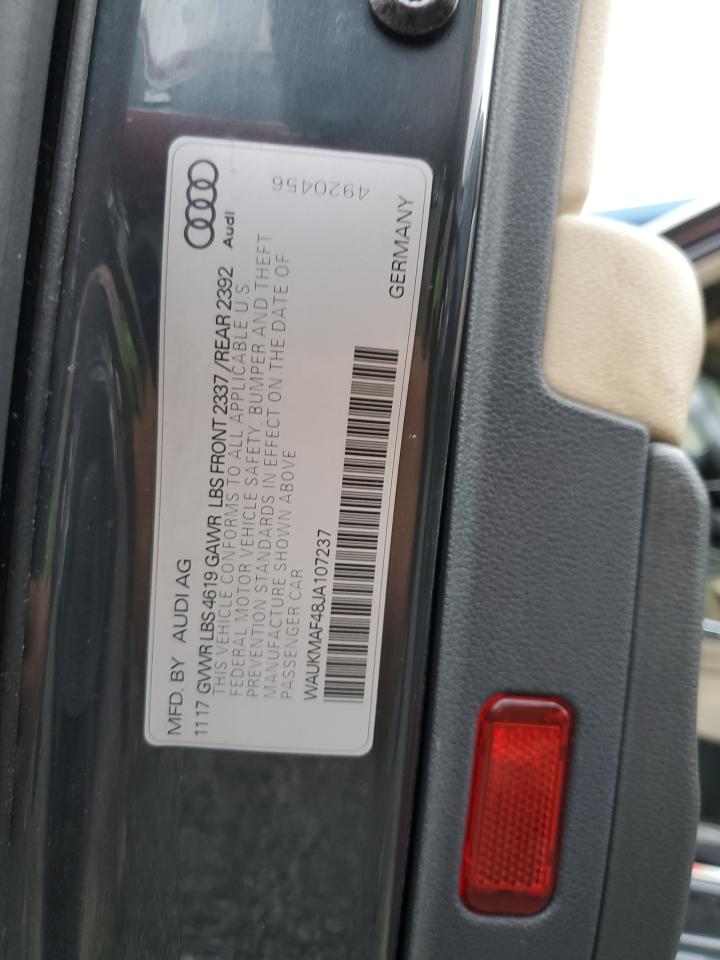 Audi
4920456
MFD. BY AUDI AG
11 17 GVWR LBS 4619 GAWR LBS FRONT 2337 /REAR 2392
THIS VEHICLE CONFORMS TO ALL APPLICABLE U S
FEDERAL MOTOR VEHICLE SAFETY, BUMPER AND THEFT
PREVENTION STANDARDS IN EFFECT ON THE DATE OF
MANUFACTURE SHOWN ABOVE
PASSENGER CAR
WAUKMAF48JA107237
GERMANY